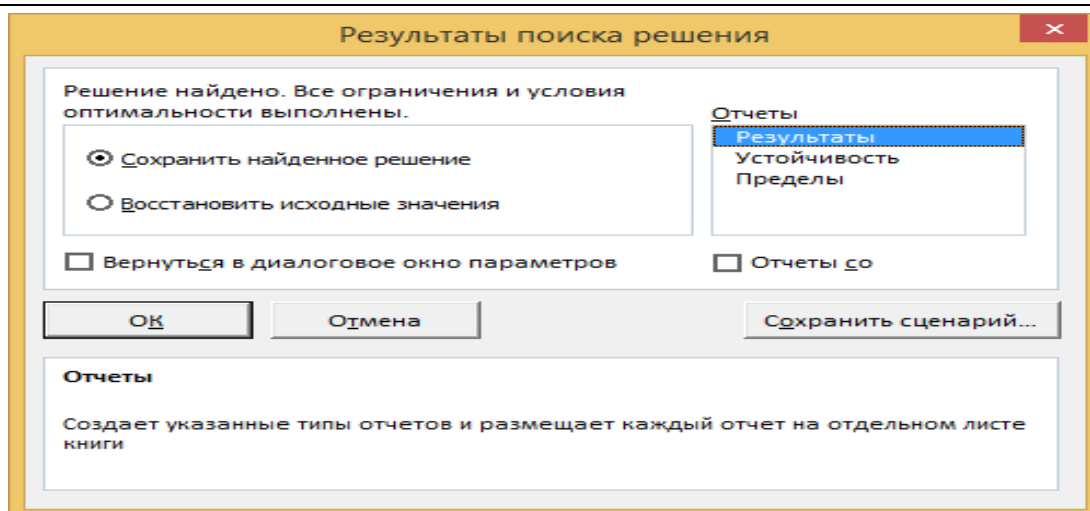 Результаты поиска решения
Решение найдено. Все ограничения и условия
оптимальности выполнены.
Сохранить найденное решение
Восстановить исходные значения
Вернуться в диалоговое окно параметров
Отчеты
Результаты
Устойчивость
Пределы
Отчеты со
ОК
Отмена
Сохранить сценарий...
Отчеты
Создает указанные типы отчетов и размещает каждый отчет на отдельном листе
книги